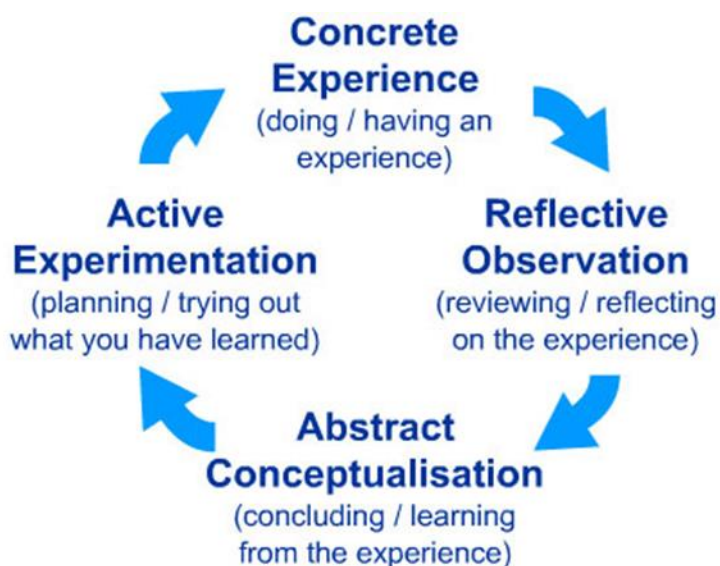 Concrete
Experience
(doing / having an
experience)
Reflective
Observation
(reviewing / reflecting
on the experience)
Abstract
Conceptualisation
(concluding / learning
from the experience)
Active
Experimentation
(planning / trying out
what you have learned)